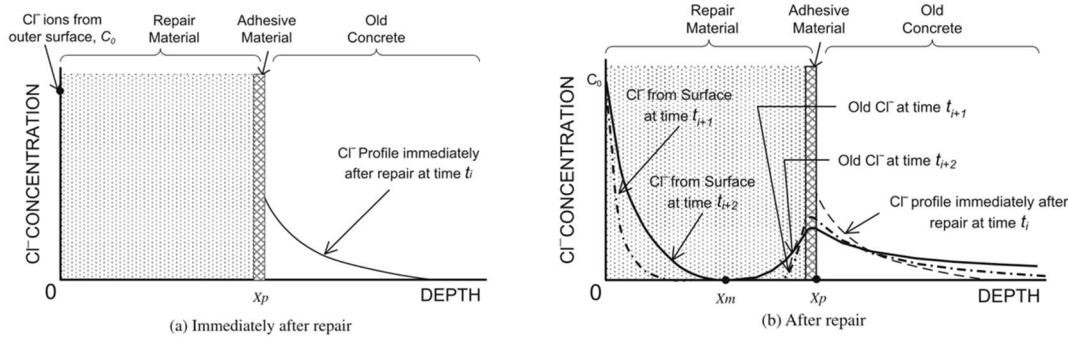 Cl⁻ ions from
outer surface, C₀
Repair
Material
Adhesive
Material
Old
Concrete
Cl⁻ CONCENTRATION
Cl⁻ Profile immediately
after repair at time tᵢ
0
Xp
DEPTH
(a) Immediately after repair
Repair
Material
Adhesive
Material
Old
Concrete
C₀
Cl⁻ CONCENTRATION
Cl⁻ from Surface
at time tᵢ₊₁
Old Cl⁻ at time tᵢ₊₁
Old Cl⁻ at time tᵢ₊₂
Cl⁻ from Surface
at time tᵢ₊₂
Cl⁻ profile immediately after
repair at time tᵢ
0
Xm
Xp
DEPTH
(b) After repair